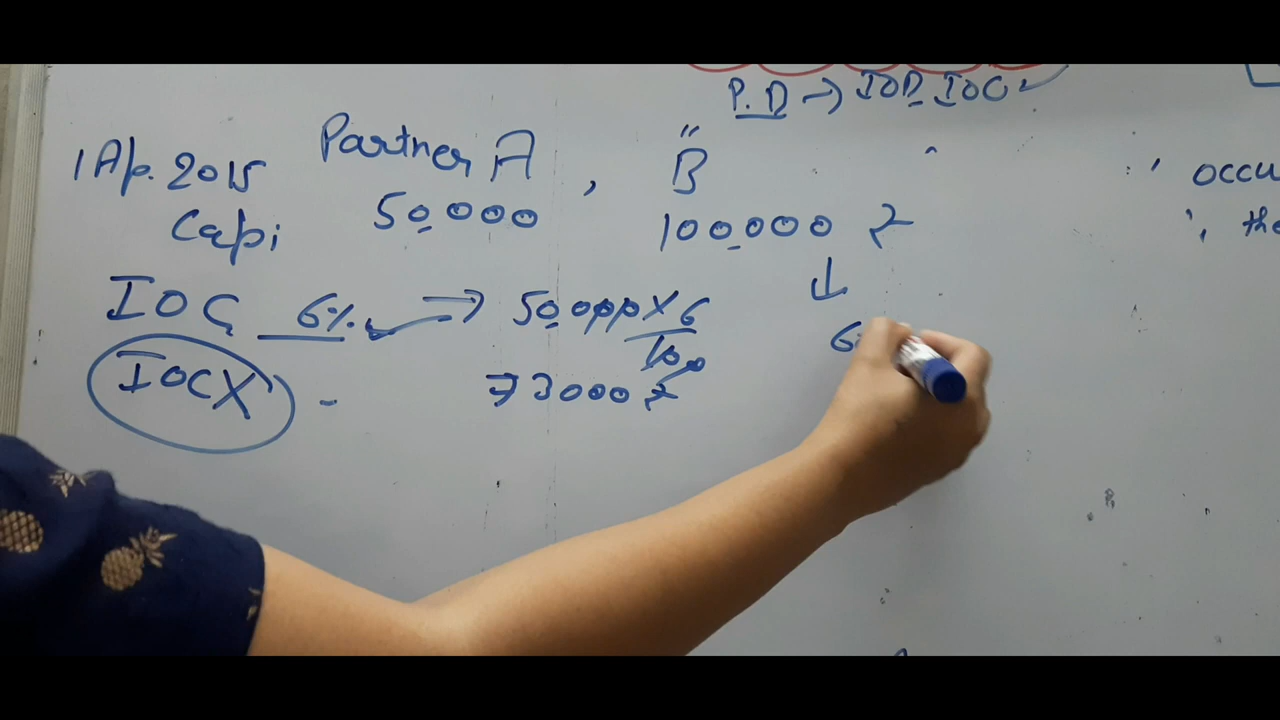 P.D → IOD, IOC
1 Ap. 2015 Partner A , " B
Capi 50,000 100,000 ₹
IOC 6% → 50,000 X 6 ↓
100 6
IOC X - ⇒ 3000 ₹
occu
the